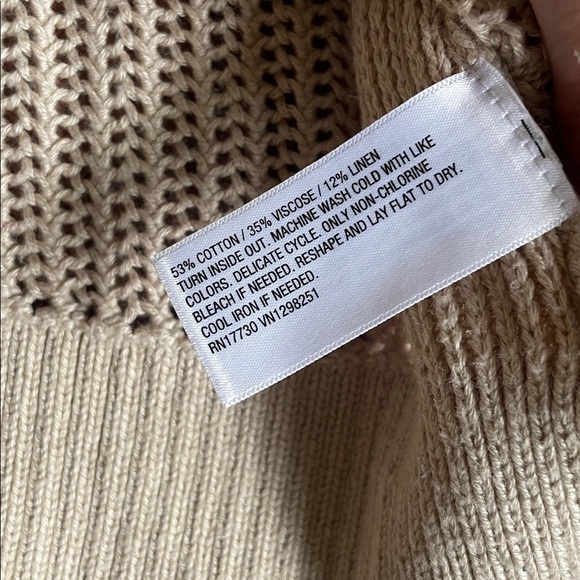 53% COTTON / 35% VISCOSE / 12% LINEN
TURN INSIDE OUT. MACHINE WASH COLD WITH LIKE
COLORS. DELICATE CYCLE. ONLY NON-CHLORINE
BLEACH IF NEEDED. RESHAPE AND LAY FLAT TO DRY.
COOL IRON IF NEEDED.
RN17730 VN1298251